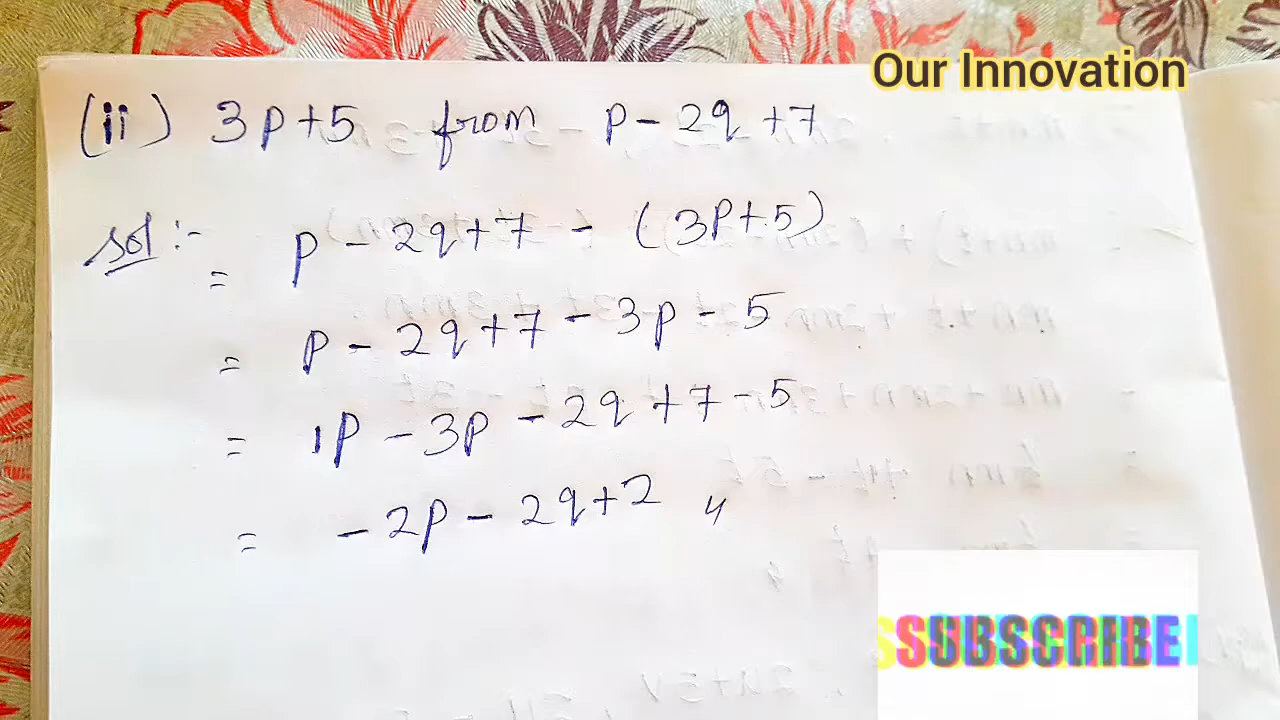 Our Innovation
(ii) 3p+5 from p-2q+7
sol :- = p-2q+7 - (3p+5)
= p-2q+7-3p-5
= 1p-3p-2q+7-5
= -2p-2q+2 //
SUBSCRIBE